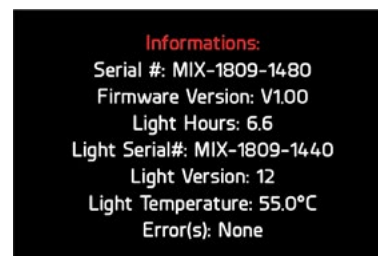 Informations:
Serial #: MIX-1809-1480
Firmware Version: V1.00
Light Hours: 6.6
Light Serial#: MIX-1809-1440
Light Version: 12
Light Temperature: 55.0°C
Error(s): None